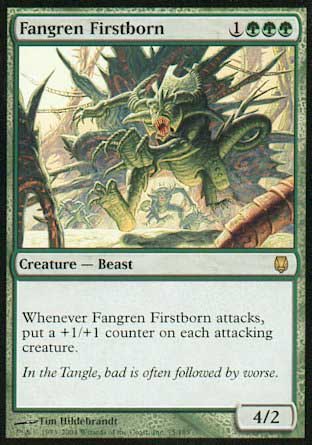 Fangren Firstborn 1
Creature — Beast
Whenever Fangren Firstborn attacks,
put a +1/+1 counter on each attacking
creature.
In the Tangle, bad is often followed by worse.
Tim Hildebrandt
4/2